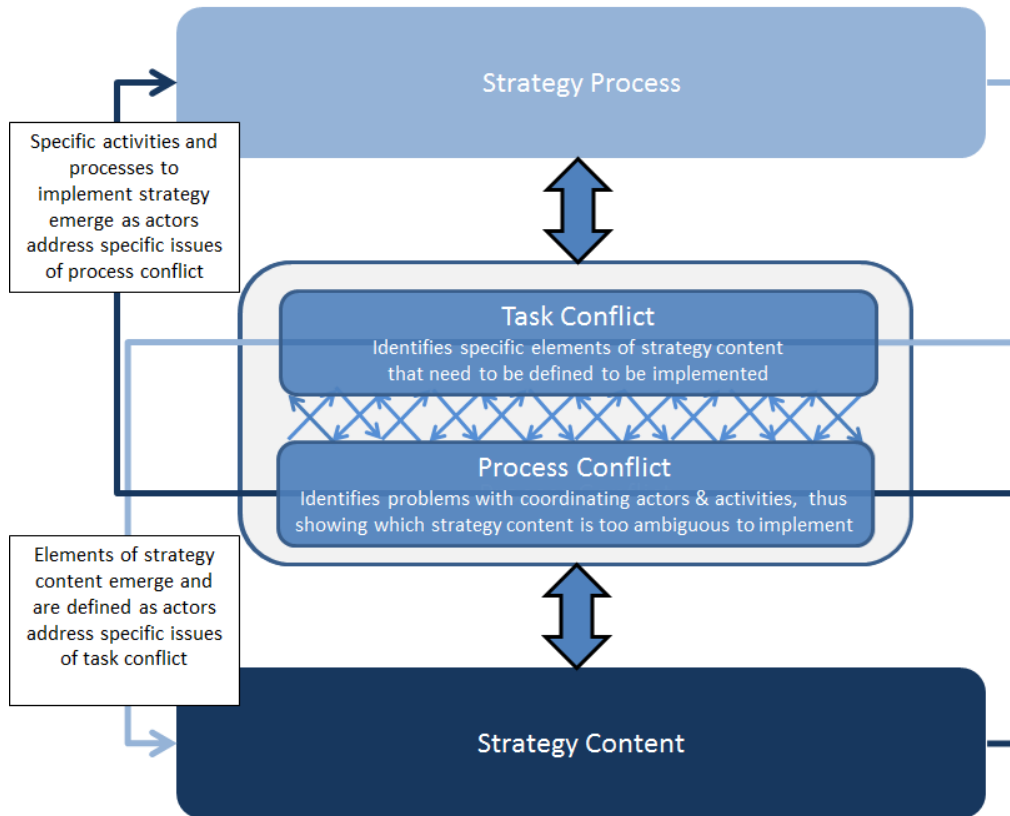 Strategy Process
Specific activities and
processes to
implement strategy
emerge as actors
address specific issues
of process conflict
Task Conflict
Identifies specific elements of strategy content
that need to be defined to be implemented
Process Conflict
Identifies problems with coordinating actors & activities, thus
showing which strategy content is too ambiguous to implement
Elements of strategy
content emerge and
are defined as actors
address specific issues
of task conflict
Strategy Content